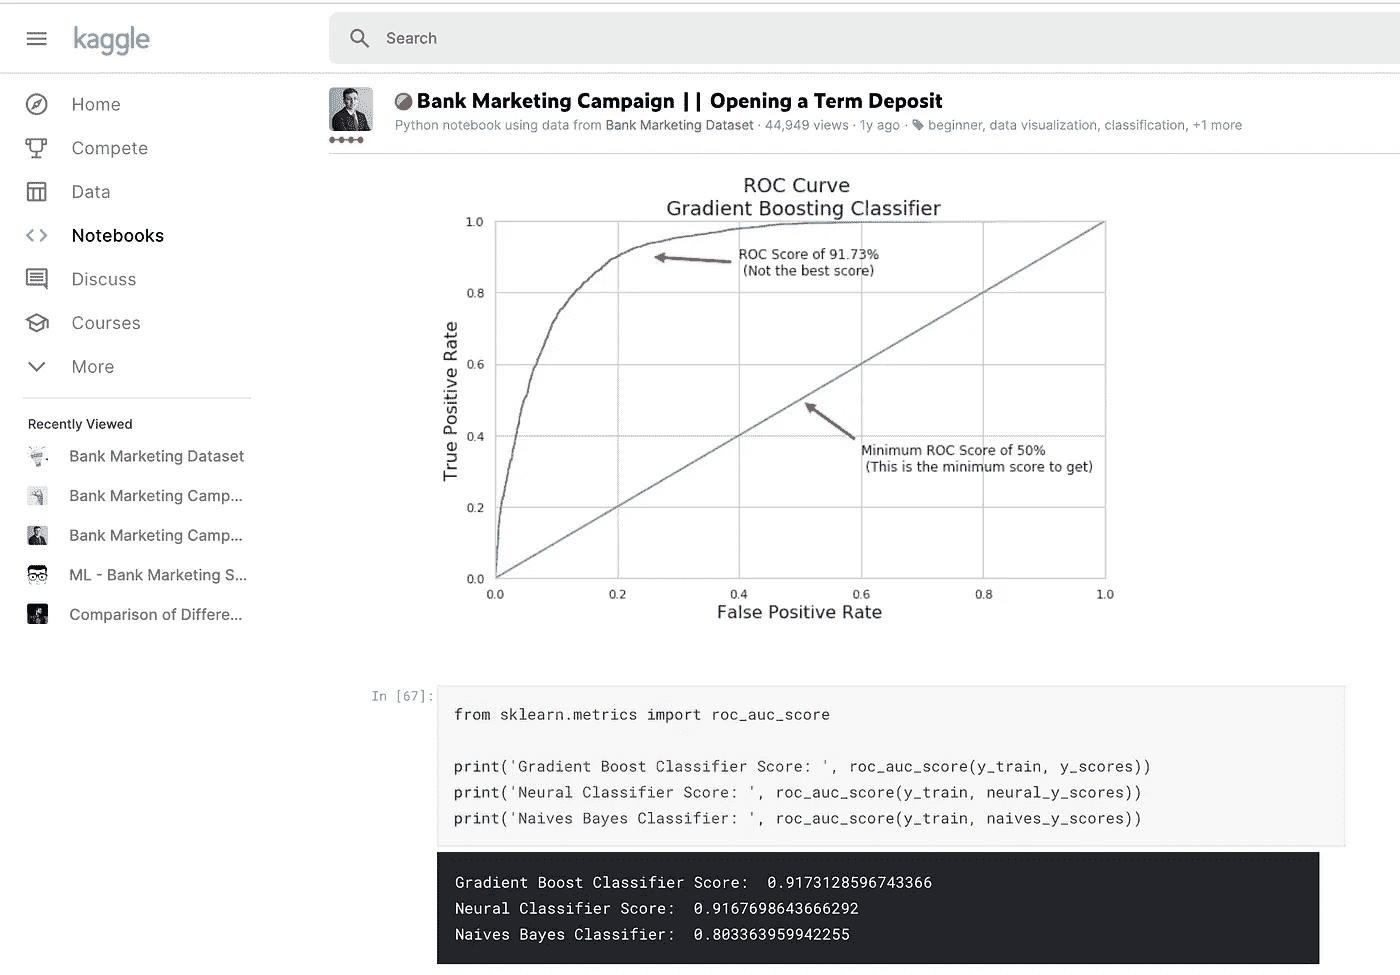 kaggle
Search
Home
Compete
Data
Notebooks
Discuss
Courses
More
Recently Viewed
Bank Marketing Dataset
Bank Marketing Camp...
Bank Marketing Camp...
ML - Bank Marketing S...
Comparison of Differe...
Bank Marketing Campaign || Opening a Term Deposit
Python notebook using data from Bank Marketing Dataset · 44,949 views · 1y ago · beginner, data visualization, classification, +1 more
ROC Curve
Gradient Boosting Classifier
1.0
0.8
0.6
0.4
0.2
0.0
True Positive Rate
ROC Score of 91.73%
(Not the best score)
Minimum ROC Score of 50%
(This is the minimum score to get)
0.0 0.2 0.4 0.6 0.8 1.0
False Positive Rate
In [67]:
from sklearn.metrics import roc_auc_score
print('Gradient Boost Classifier Score: ', roc_auc_score(y_train, y_scores))
print('Neural Classifier Score: ', roc_auc_score(y_train, neural_y_scores))
print('Naives Bayes Classifier: ', roc_auc_score(y_train, naives_y_scores))
Gradient Boost Classifier Score:  0.9173128596743366
Neural Classifier Score:  0.9167698643666292
Naives Bayes Classifier:  0.803363959942255